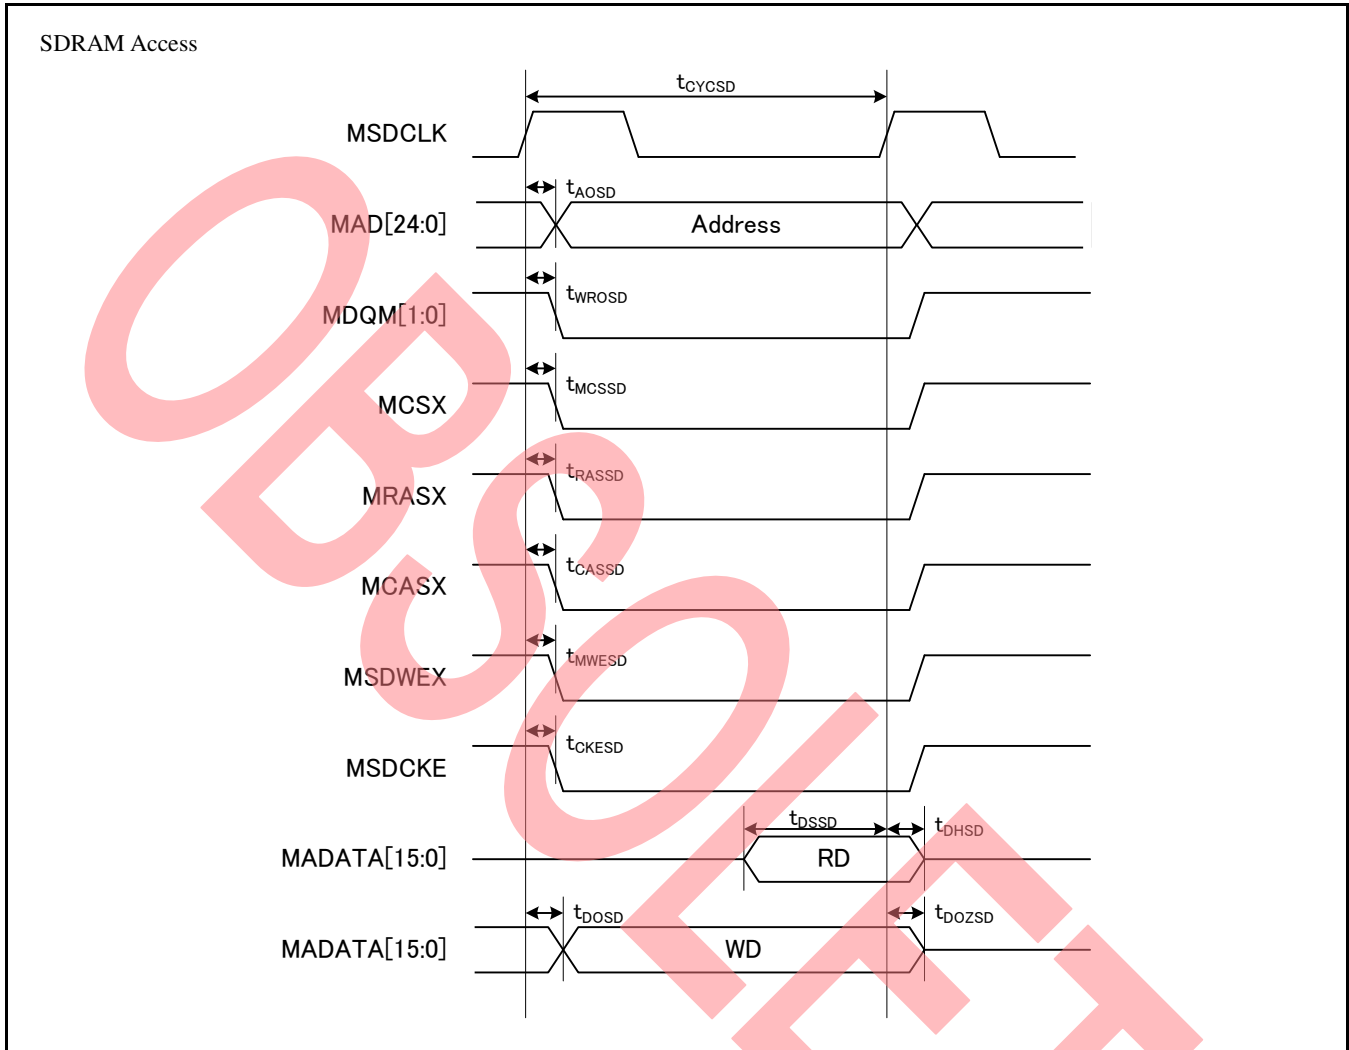 SDRAM Access
tCYCSD
MSDCLK
tAOSD
MAD[24:0]
Address
tWROSD
MDQM[1:0]
tMCSSD
MCSX
tRASSD
MRASX
tCASSD
MCASX
tMWESD
MSDWEX
tCKESD
MSDCKE
tDSSD
tDHSD
MADATA[15:0]
RD
tDOSD
tDOZSD
MADATA[15:0]
WD
OBSOLET